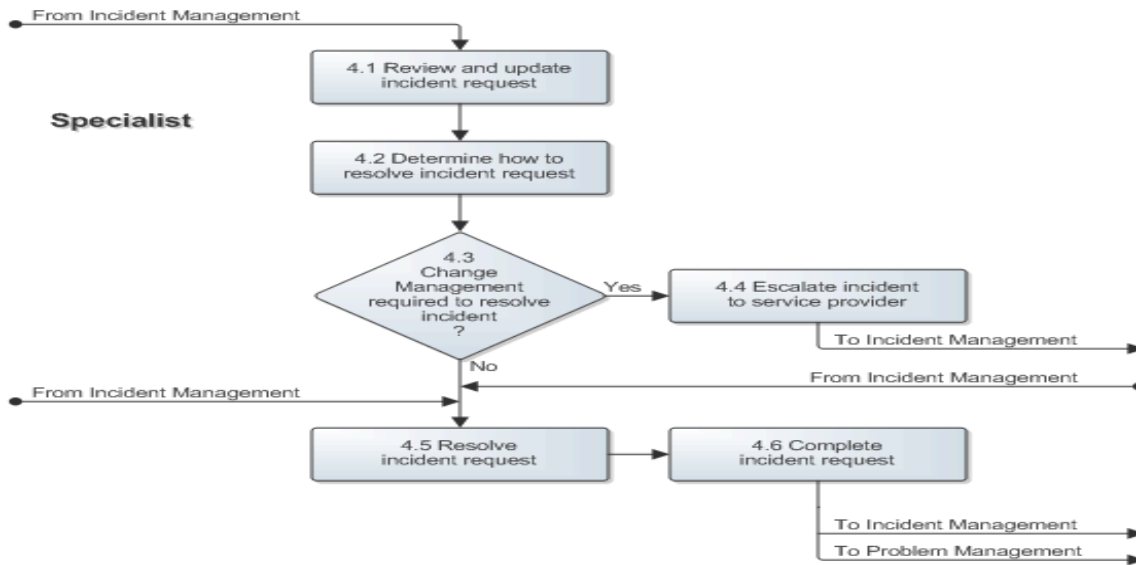 From Incident Management
4.1 Review and update
incident request
Specialist
4.2 Determine how to
resolve incident request
4.3
Change
Management
required to resolve
incident
?
Yes
4.4 Escalate incident
to service provider
To Incident Management
No
From Incident Management
From Incident Management
4.5 Resolve
incident request
4.6 Complete
incident request
To Incident Management
To Problem Management